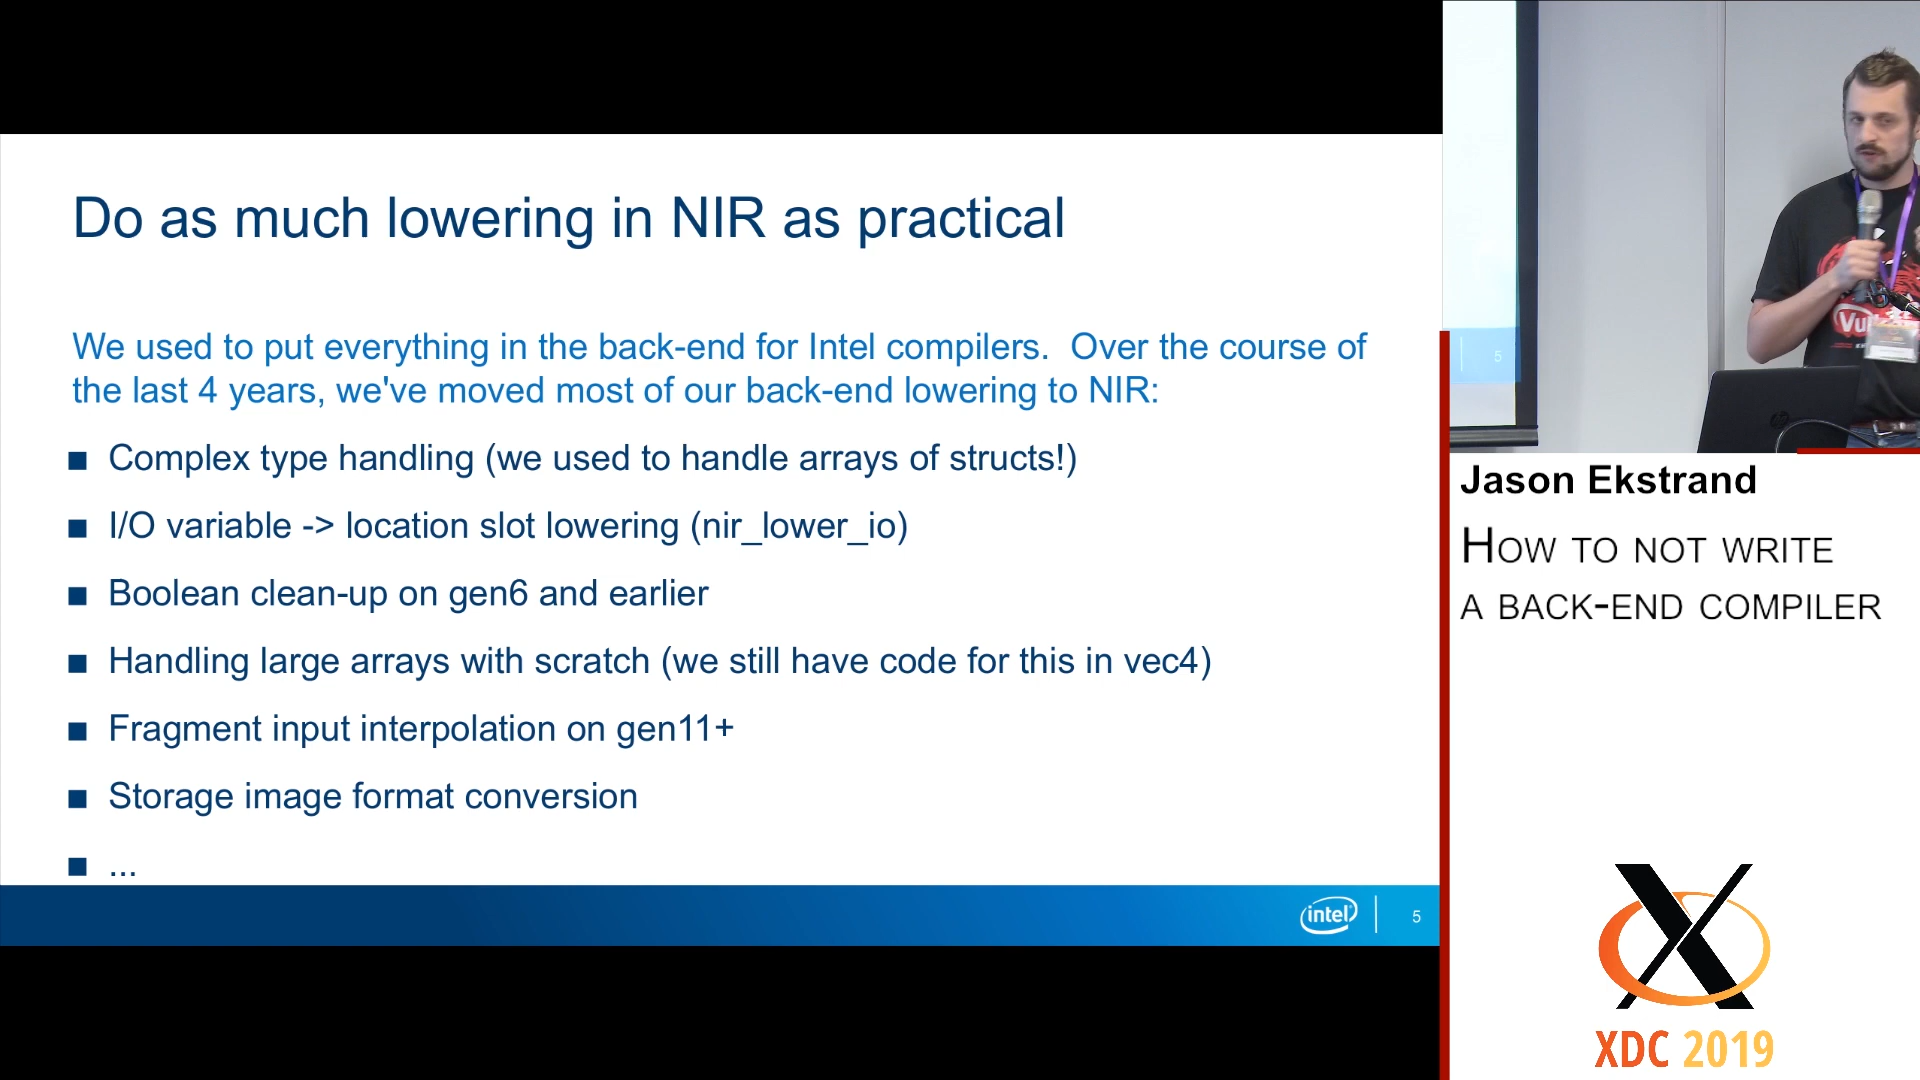 Do as much lowering in NIR as practical
We used to put everything in the back-end for Intel compilers.  Over the course of
the last 4 years, we've moved most of our back-end lowering to NIR:
■ Complex type handling (we used to handle arrays of structs!)
■ I/O variable -> location slot lowering (nir_lower_io)
■ Boolean clean-up on gen6 and earlier
■ Handling large arrays with scratch (we still have code for this in vec4)
■ Fragment input interpolation on gen11+
■ Storage image format conversion
■ ...
intel
5
5
Jason Ekstrand
How to not write
a back-end compiler
XDC 2019